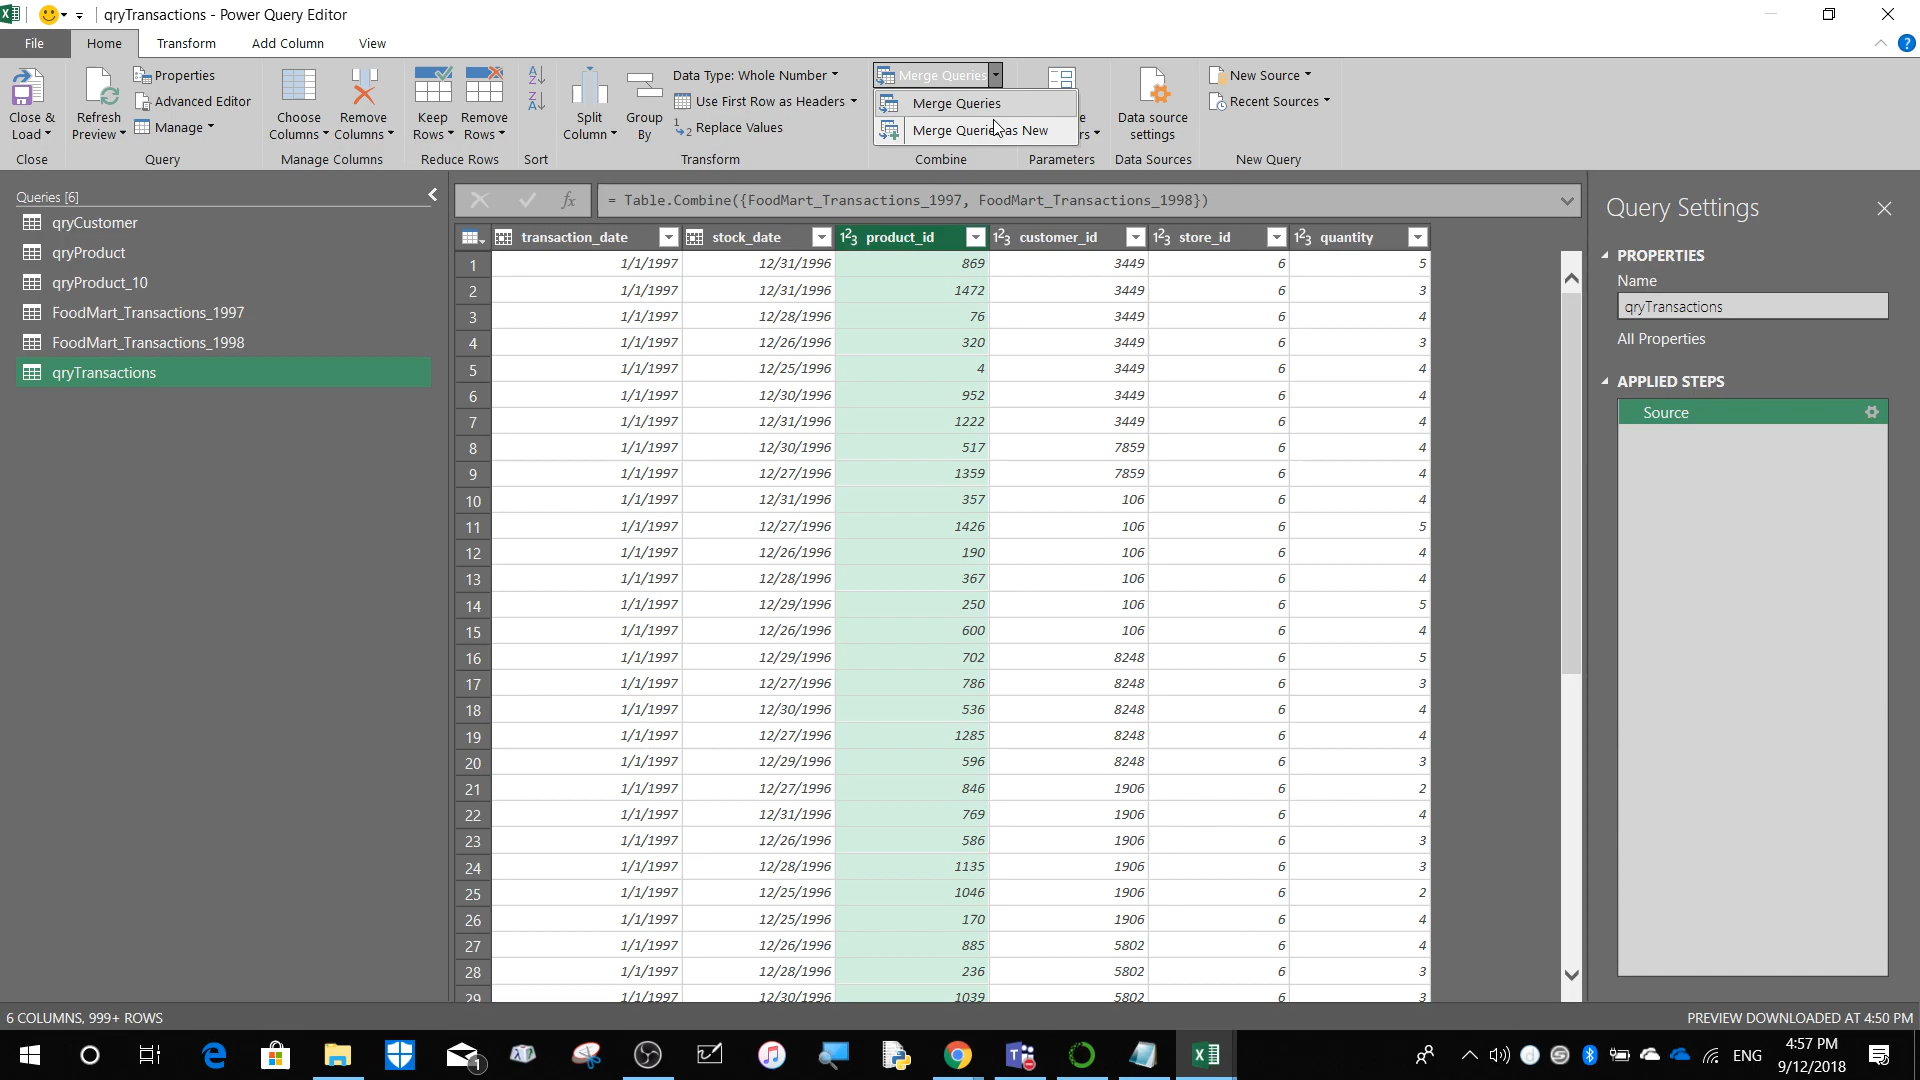 qryTransactions - Power Query Editor
File Home Transform Add Column View
Close & Load
Close
Refresh Preview
Properties
Advanced Editor
Manage
Query
Choose Columns
Remove Columns
Manage Columns
Keep Rows
Remove Rows
Reduce Rows
Sort
Split Column
Group By
Data Type: Whole Number
Use First Row as Headers
Replace Values
Transform
Merge Queries
Merge Queries
Merge Queries as New
Combine
Parameters
Data source settings
Data Sources
New Source
Recent Sources
New Query
Queries [6]
qryCustomer
qryProduct
qryProduct_10
FoodMart_Transactions_1997
FoodMart_Transactions_1998
qryTransactions
= Table.Combine({FoodMart_Transactions_1997, FoodMart_Transactions_1998})
transaction_date stock_date product_id customer_id store_id quantity
1 1/1/1997 12/31/1996 869 3449 6 5
2 1/1/1997 12/31/1996 1472 3449 6 3
3 1/1/1997 12/28/1996 76 3449 6 4
4 1/1/1997 12/26/1996 320 3449 6 3
5 1/1/1997 12/25/1996 4 3449 6 4
6 1/1/1997 12/30/1996 952 3449 6 4
7 1/1/1997 12/31/1996 1222 3449 6 4
8 1/1/1997 12/30/1996 517 7859 6 4
9 1/1/1997 12/27/1996 1359 7859 6 4
10 1/1/1997 12/31/1996 357 106 6 4
11 1/1/1997 12/27/1996 1426 106 6 5
12 1/1/1997 12/26/1996 190 106 6 4
13 1/1/1997 12/28/1996 367 106 6 4
14 1/1/1997 12/29/1996 250 106 6 5
15 1/1/1997 12/26/1996 600 106 6 4
16 1/1/1997 12/29/1996 702 8248 6 5
17 1/1/1997 12/27/1996 786 8248 6 3
18 1/1/1997 12/30/1996 536 8248 6 4
19 1/1/1997 12/27/1996 1285 8248 6 4
20 1/1/1997 12/29/1996 596 8248 6 3
21 1/1/1997 12/27/1996 846 1906 6 2
22 1/1/1997 12/31/1996 769 1906 6 4
23 1/1/1997 12/26/1996 586 1906 6 3
24 1/1/1997 12/28/1996 1135 1906 6 3
25 1/1/1997 12/25/1996 1046 1906 6 2
26 1/1/1997 12/25/1996 170 1906 6 4
27 1/1/1997 12/26/1996 885 5802 6 4
28 1/1/1997 12/28/1996 236 5802 6 3
29 1/1/1997 12/30/1996 1039 5802 6 3
Query Settings
PROPERTIES
Name
qryTransactions
All Properties
APPLIED STEPS
Source
6 COLUMNS, 999+ ROWS
PREVIEW DOWNLOADED AT 4:50 PM
ENG
4:57 PM
9/12/2018